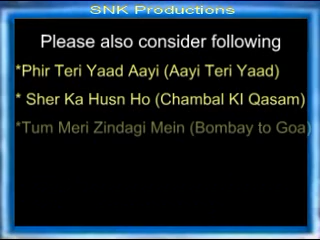 SNK Productions
Please also consider following
*Phir Teri Yaad Aayi (Aayi Teri Yaad)
* Sher Ka Husn Ho (Chambal KI Qasam)
*Tum Meri Zindagi Mein (Bombay to Goa)